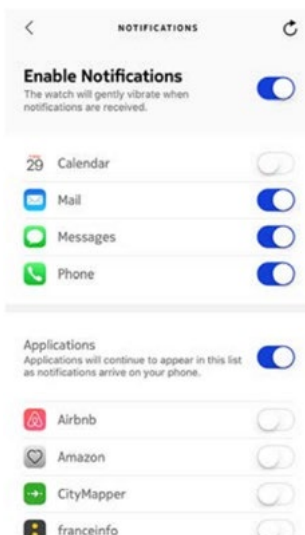 NOTIFICATIONS
Enable Notifications
The watch will gently vibrate when
notifications are received.
29 Calendar
Mail
Messages
Phone
Applications
Applications will continue to appear in this list
as notifications arrive on your phone.
Airbnb
Amazon
CityMapper
franceinfo